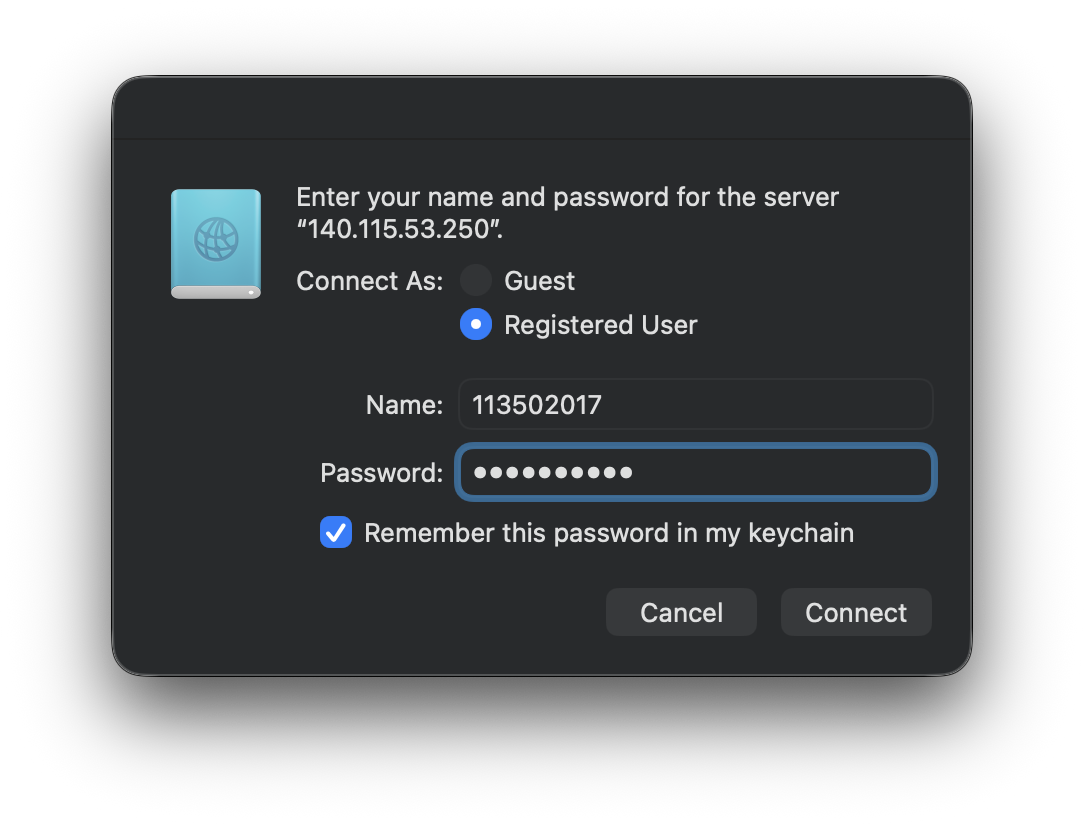 Enter your name and password for the server
“140.115.53.250”.
Connect As: Guest
Registered User
Name: 113502017
Password: ••••••••••
Remember this password in my keychain
Cancel Connect